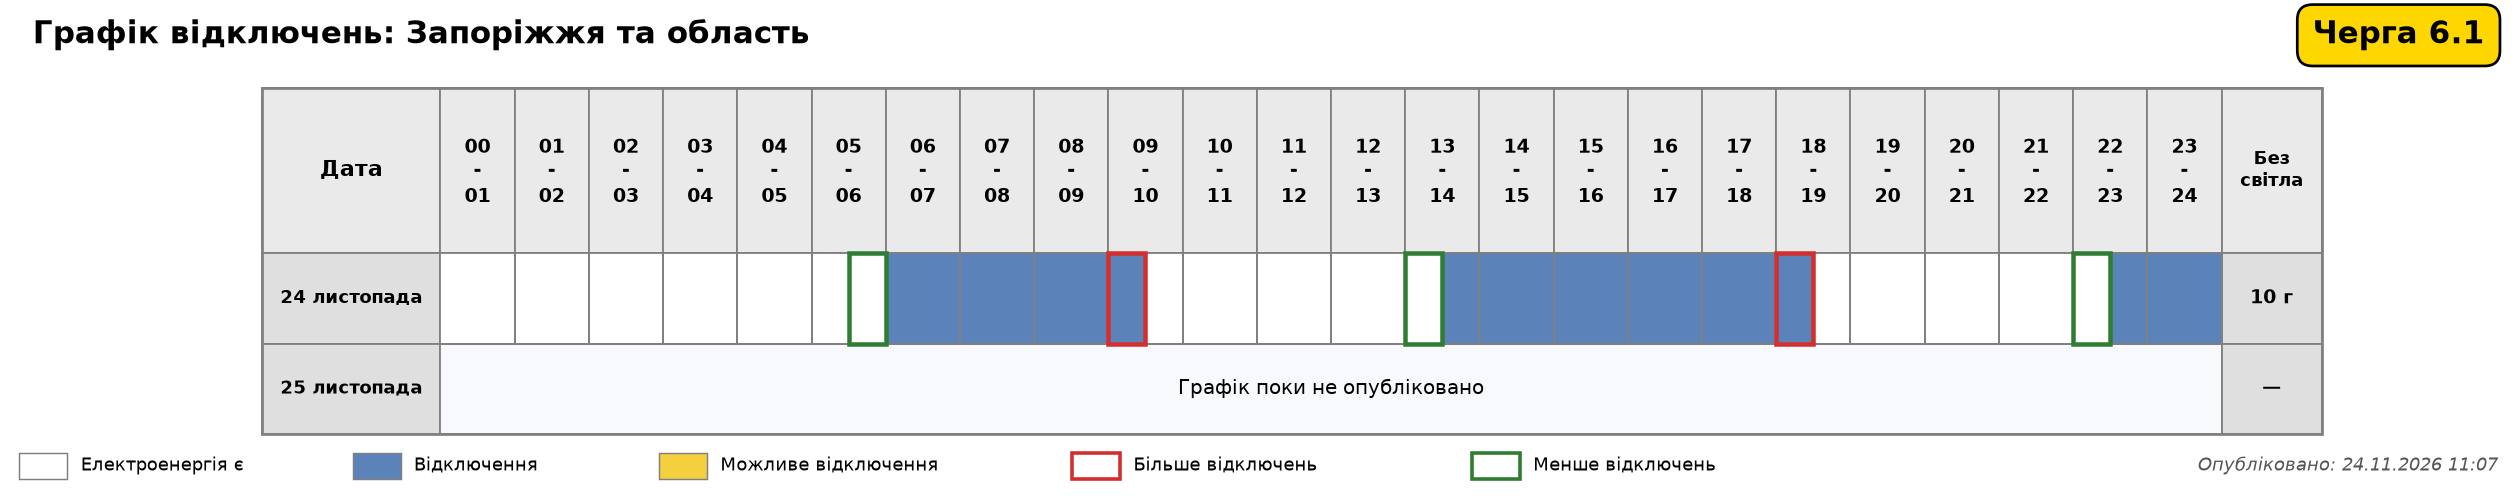 Графік відключень: Запоріжжя та область
Черга 6.1
Дата
00 - 01
01 - 02
02 - 03
03 - 04
04 - 05
05 - 06
06 - 07
07 - 08
08 - 09
09 - 10
10 - 11
11 - 12
12 - 13
13 - 14
14 - 15
15 - 16
16 - 17
17 - 18
18 - 19
19 - 20
20 - 21
21 - 22
22 - 23
23 - 24
Без
світла
24 листопада
10 г
25 листопада
Графік поки не опубліковано
—
Електроенергія є
Відключення
Можливе відключення
Більше відключень
Менше відключень
Опубліковано: 24.11.2026 11:07